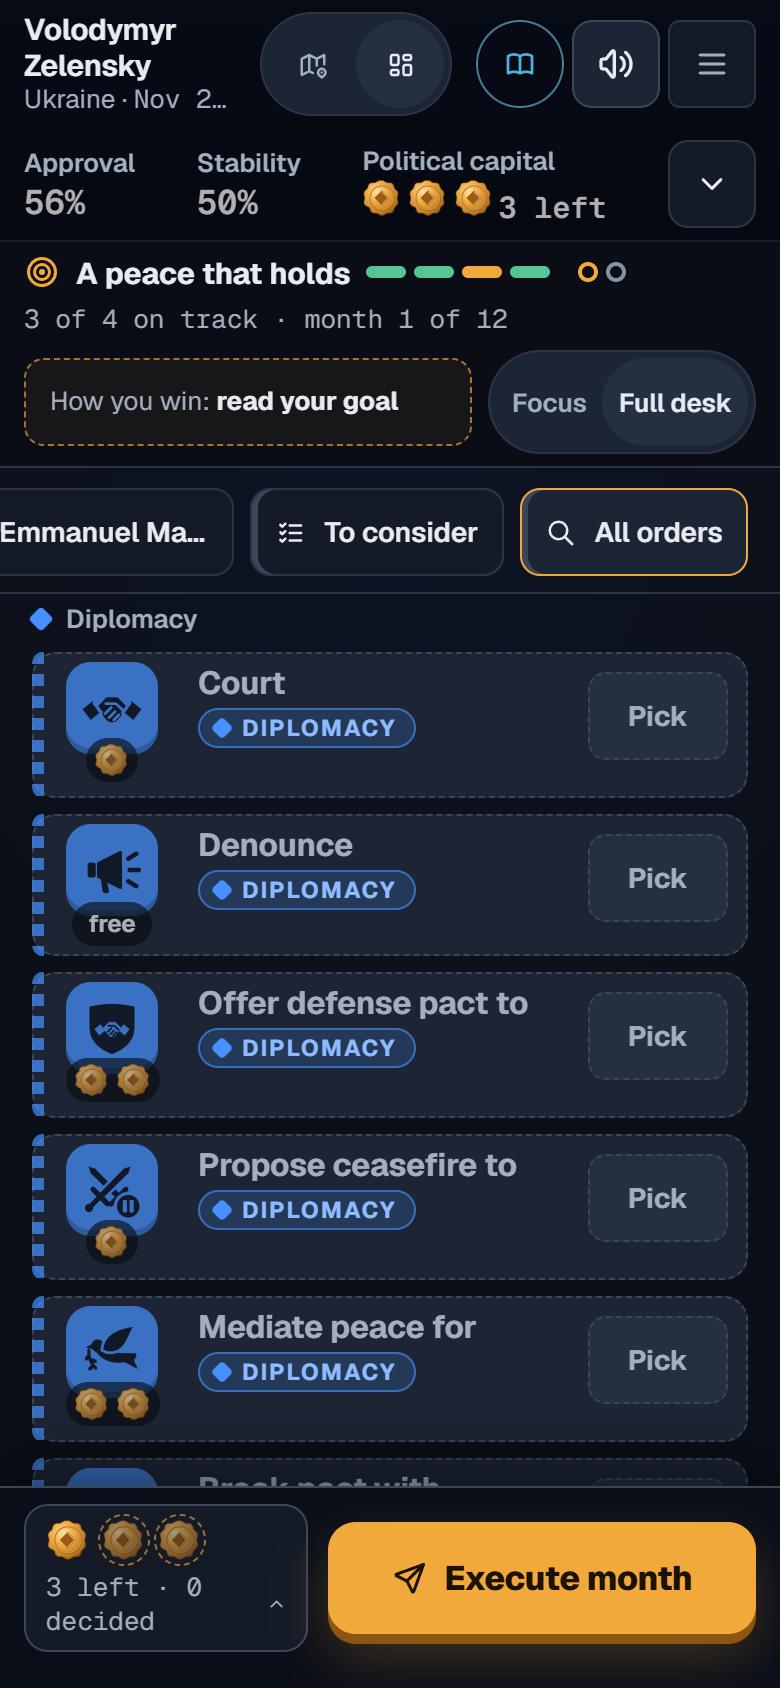 Volodymyr
Zelensky
Ukraine · Nov 2…
Approval
56%
Stability
50%
Political capital
3 left
A peace that holds
3 of 4 on track · month 1 of 12
How you win: read your goal
Focus
Full desk
Emmanuel Ma…
To consider
All orders
Diplomacy
Court
DIPLOMACY
Pick
Denounce
DIPLOMACY
Pick
free
Offer defense pact to
DIPLOMACY
Pick
Propose ceasefire to
DIPLOMACY
Pick
Mediate peace for
DIPLOMACY
Pick
Break pact with
3 left · 0
decided
Execute month